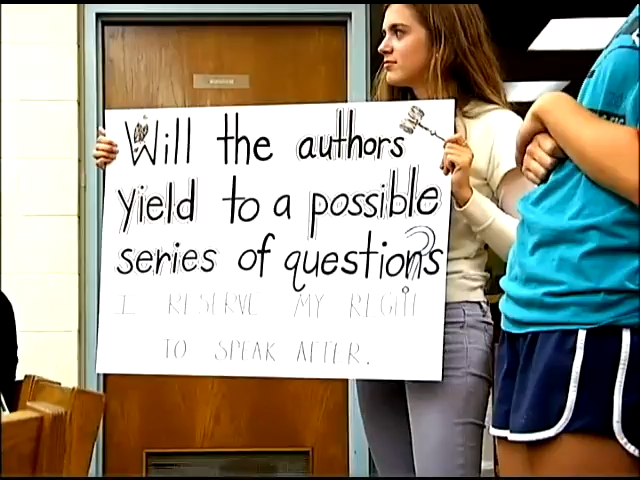 Will the authors
yield to a possible
series of questions?
I RESERVE MY RIGHT
TO SPEAK AFTER.